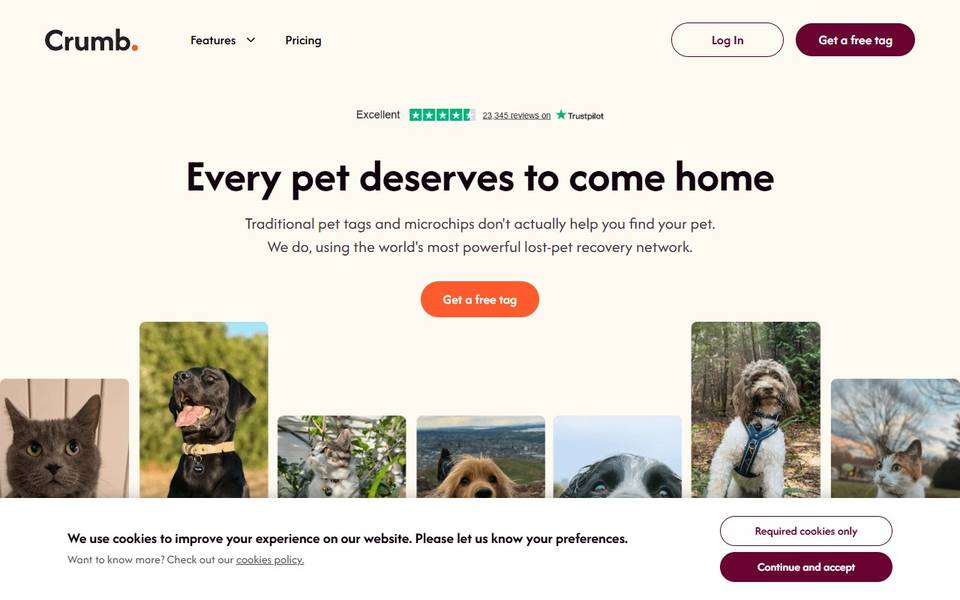 Crumb.
Features
Pricing
Log In
Get a free tag
Excellent
23,345 reviews on
Trustpilot
Every pet deserves to come home
Traditional pet tags and microchips don't actually help you find your pet.
We do, using the world's most powerful lost-pet recovery network.
Get a free tag
We use cookies to improve your experience on our website. Please let us know your preferences.
Want to know more? Check out our cookies policy.
Required cookies only
Continue and accept